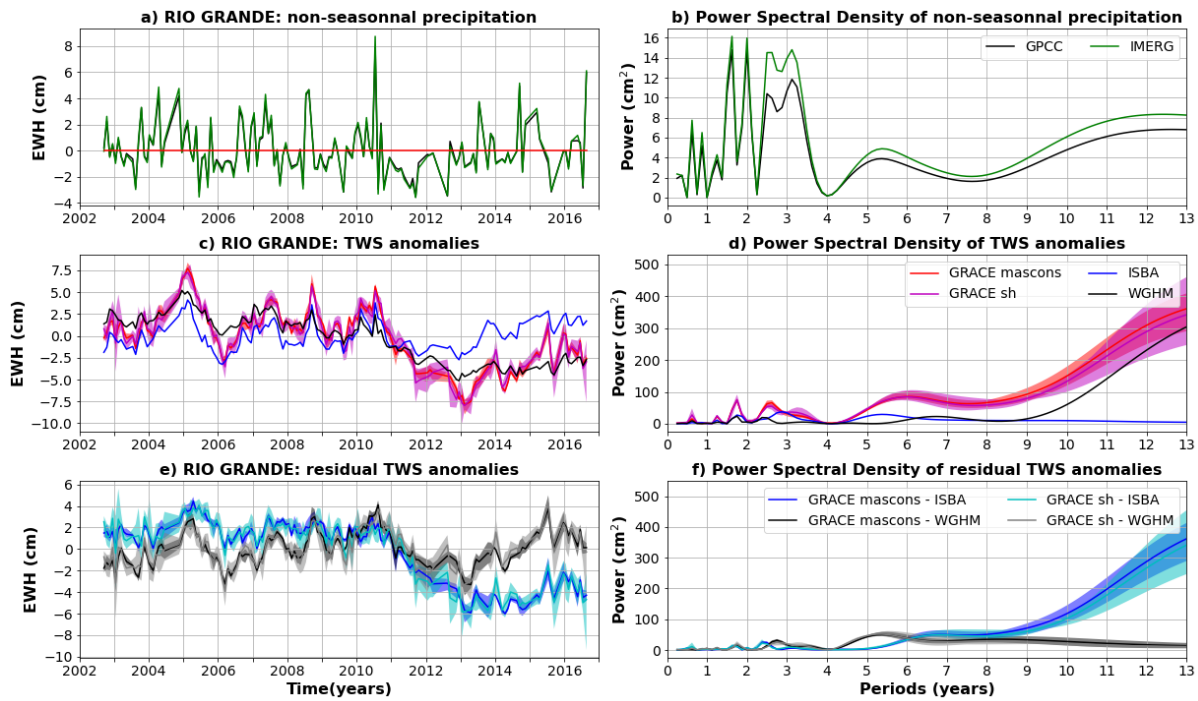 a) RIO GRANDE: non-seasonnal precipitation
EWH (cm)
8
6
4
2
0
−2
−4
2002 2004 2006 2008 2010 2012 2014 2016
b) Power Spectral Density of non-seasonnal precipitation
GPCC IMERG
Power (cm²)
16
14
12
10
8
6
4
2
0
0 1 2 3 4 5 6 7 8 9 10 11 12 13
c) RIO GRANDE: TWS anomalies
EWH (cm)
7.5
5.0
2.5
0.0
−2.5
−5.0
−7.5
−10.0
2002 2004 2006 2008 2010 2012 2014 2016
d) Power Spectral Density of TWS anomalies
GRACE mascons ISBA
GRACE sh WGHM
Power (cm²)
500
400
300
200
100
0
0 1 2 3 4 5 6 7 8 9 10 11 12 13
e) RIO GRANDE: residual TWS anomalies
EWH (cm)
6
4
2
0
−2
−4
−6
−8
−10
2002 2004 2006 2008 2010 2012 2014 2016
Time(years)
f) Power Spectral Density of residual TWS anomalies
GRACE mascons - ISBA GRACE sh - ISBA
GRACE mascons - WGHM GRACE sh - WGHM
Power (cm²)
500
400
300
200
100
0
0 1 2 3 4 5 6 7 8 9 10 11 12 13
Periods (years)